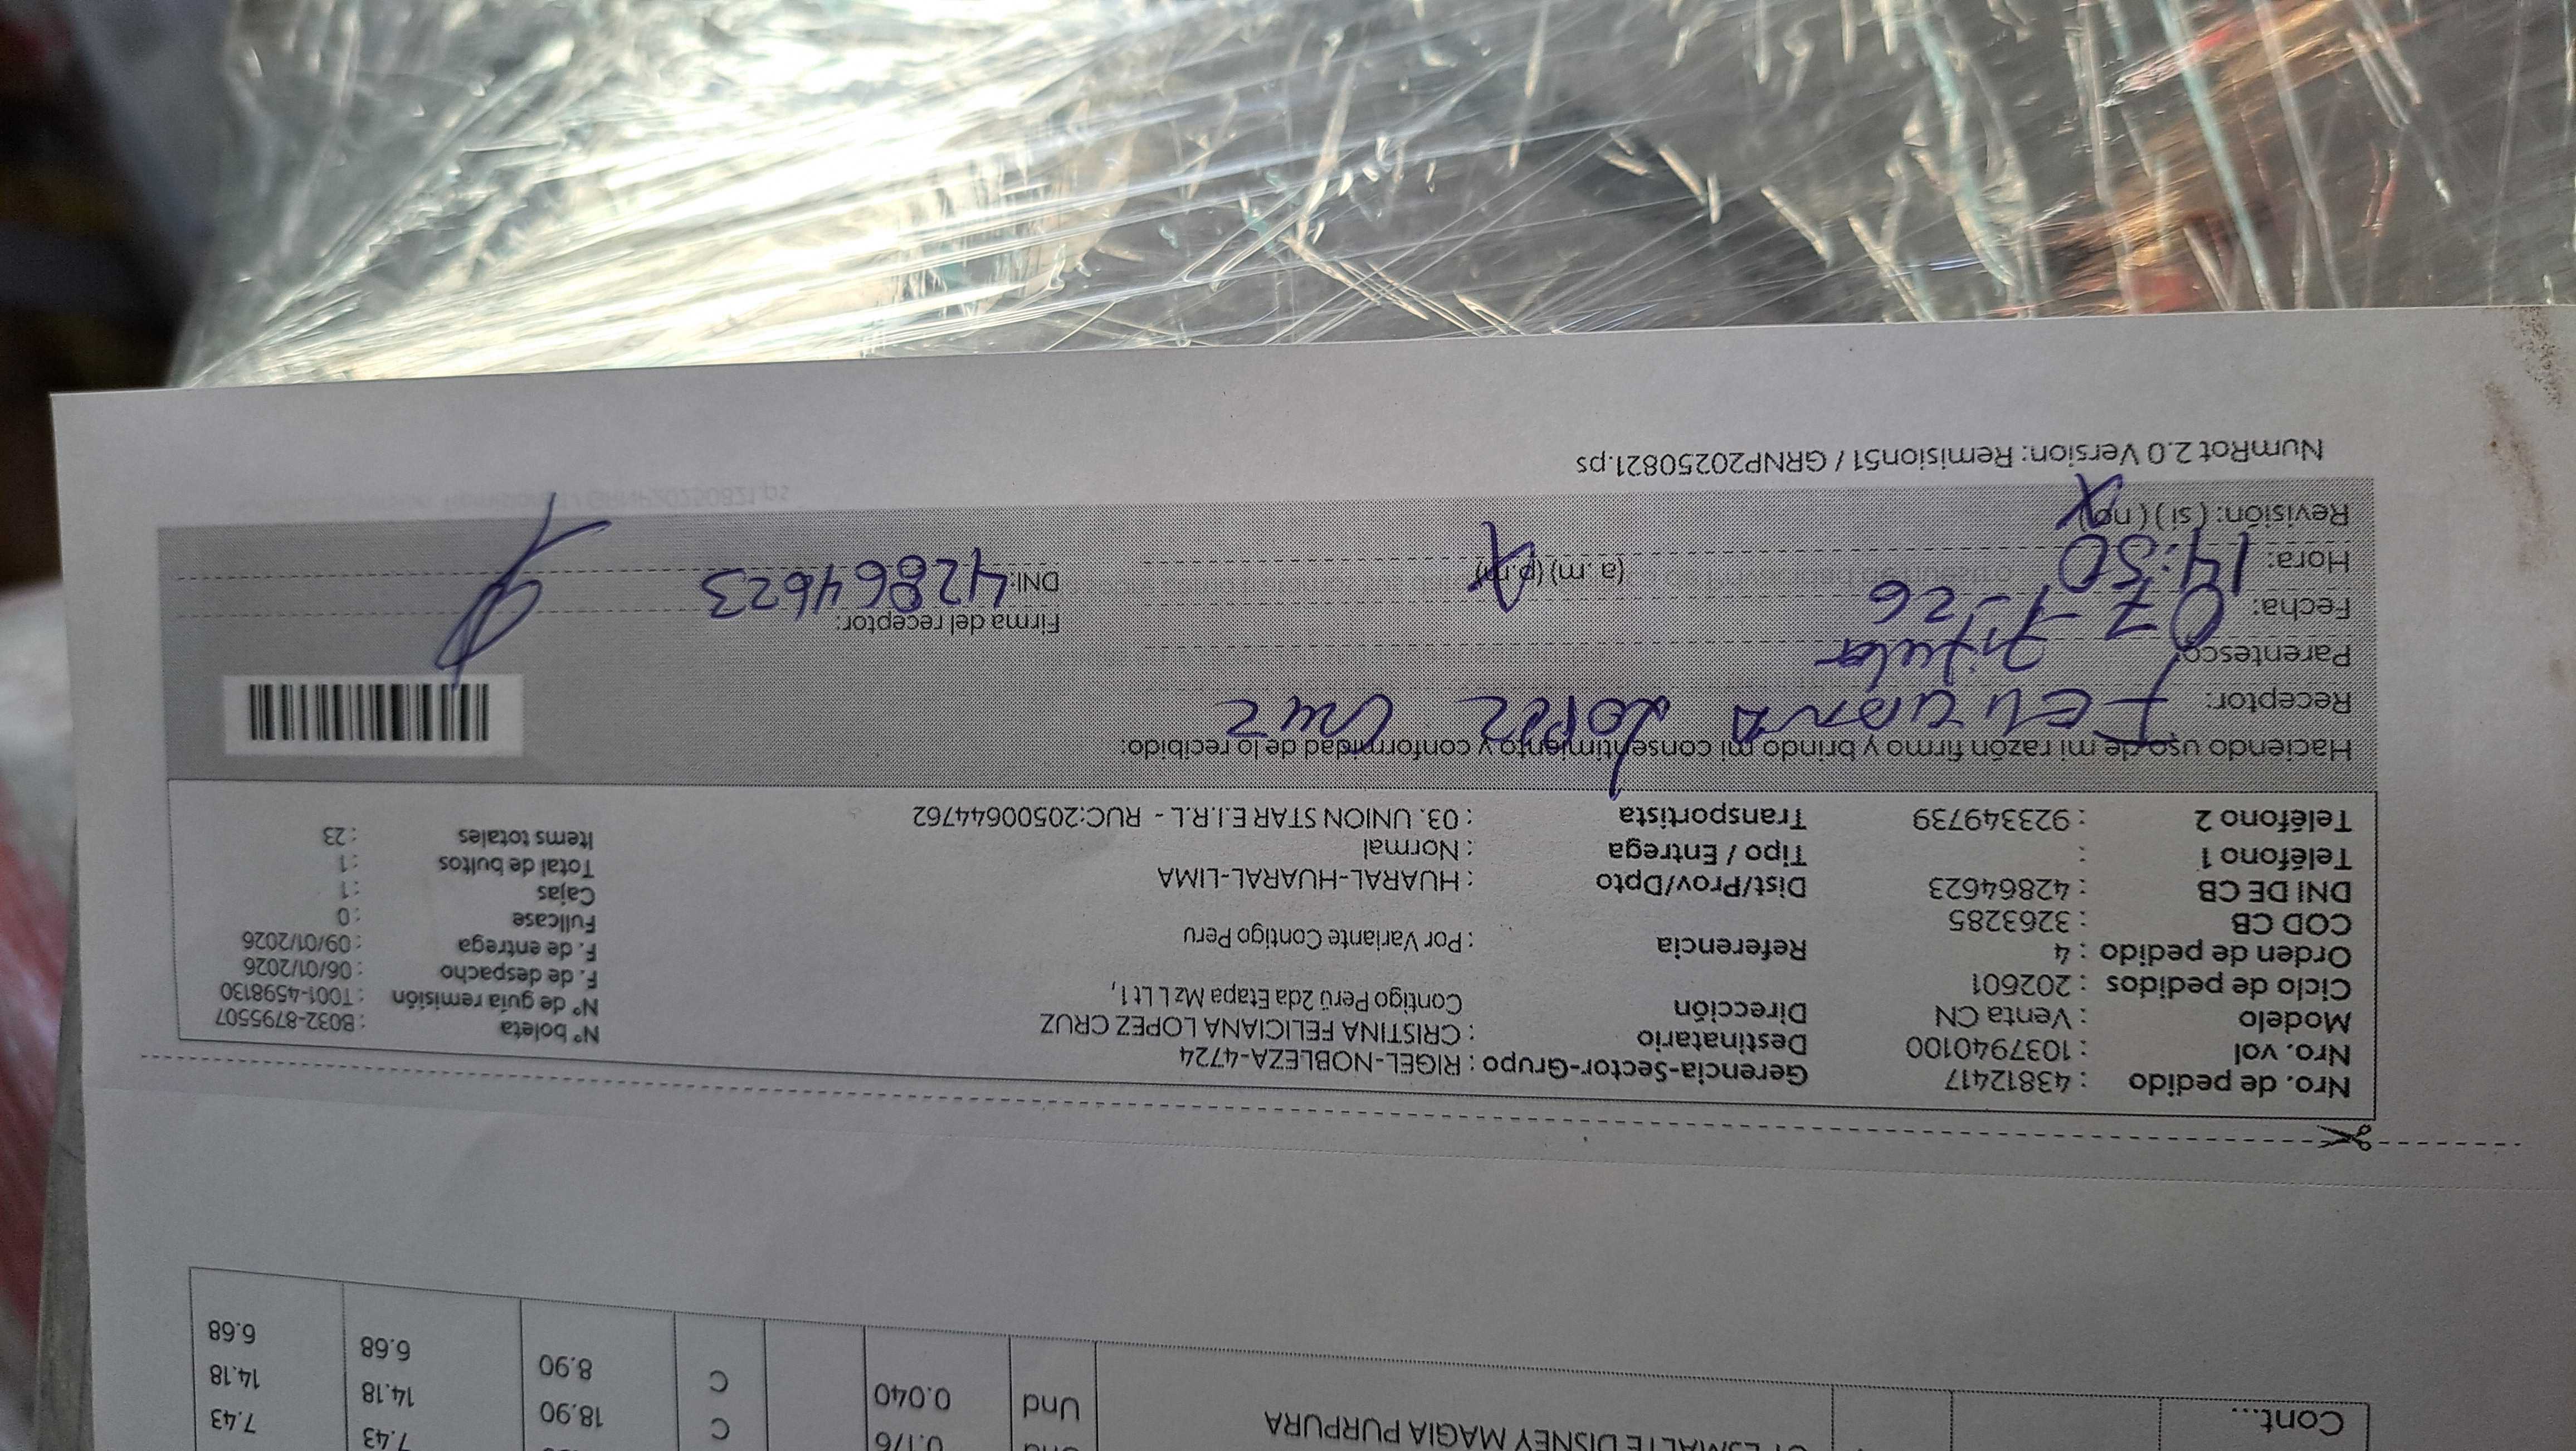 Cont...
7.43 7.43
ESMALTE DISNEY MAGIA PURPURA 0.176 C 18.90 14.18 14.18
Und 0.040 C 8.90 6.68 6.68
Nro. de pedido : 43812417 Gerencia-Sector-Grupo : RIGEL-NOBLEZA-4724
Nro. vol : 1037940100 Destinatario : CRISTINA FELICIANA LOPEZ CRUZ Nº boleta : B032-8795507
Modelo : Venta CN Dirección Contigo Perú 2da Etapa Mz L Lt 1, Nº de guía remisión : T001-4598130
Ciclo de pedidos : 202601 F. de despacho : 06/01/2026
Orden de pedido : 4 Referencia : Por Variante Contigo Peru F. de entrega : 09/01/2026
COD CB : 3263285 Fullcase : 0
DNI DE CB : 42864623 Dist/Prov/Dpto : HUARAL-HUARAL-LIMA Cajas : 1
Teléfono 1 : Tipo / Entrega : Normal Total de bultos : 1
Teléfono 2 : 923349739 Transportista : 03. UNION STAR E.I.R.L - RUC:20500644762 Items totales : 23
Haciendo uso de mi razón firmo y brindo mi consentimiento y conformidad de lo recibido:
Receptor: Feliciana Lopez Cruz
Parentesco: Titular
Fecha: 07-1-26 Firma del receptor:
Hora: 14:50 (a.m.) (p.m) X DNI: 42864623
Revisión: (si) (no) X
NumRot 2.0 Version: Remision51 / GRNP20250821.ps